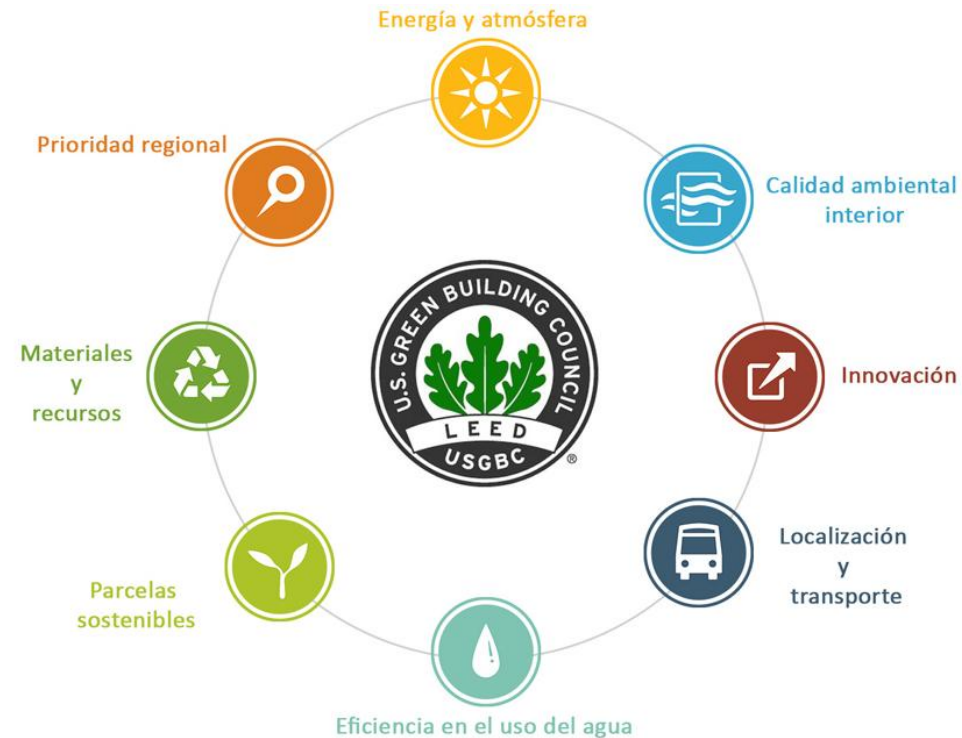 Energía y atmósfera
Prioridad regional
Calidad ambiental
interior
U.S. GREEN BUILDING COUNCIL
LEED
USGBC
®
Materiales
y
recursos
Innovación
Localización
y
transporte
Parcelas
sostenibles
Eficiencia en el uso del agua